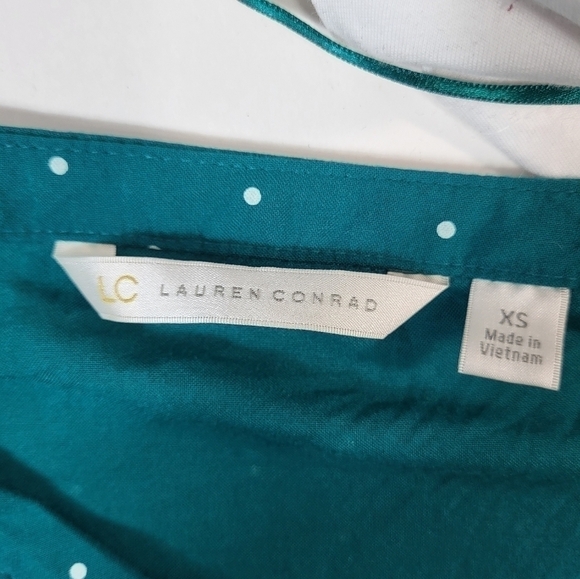 LC LAUREN CONRAD
XS
Made in
Vietnam